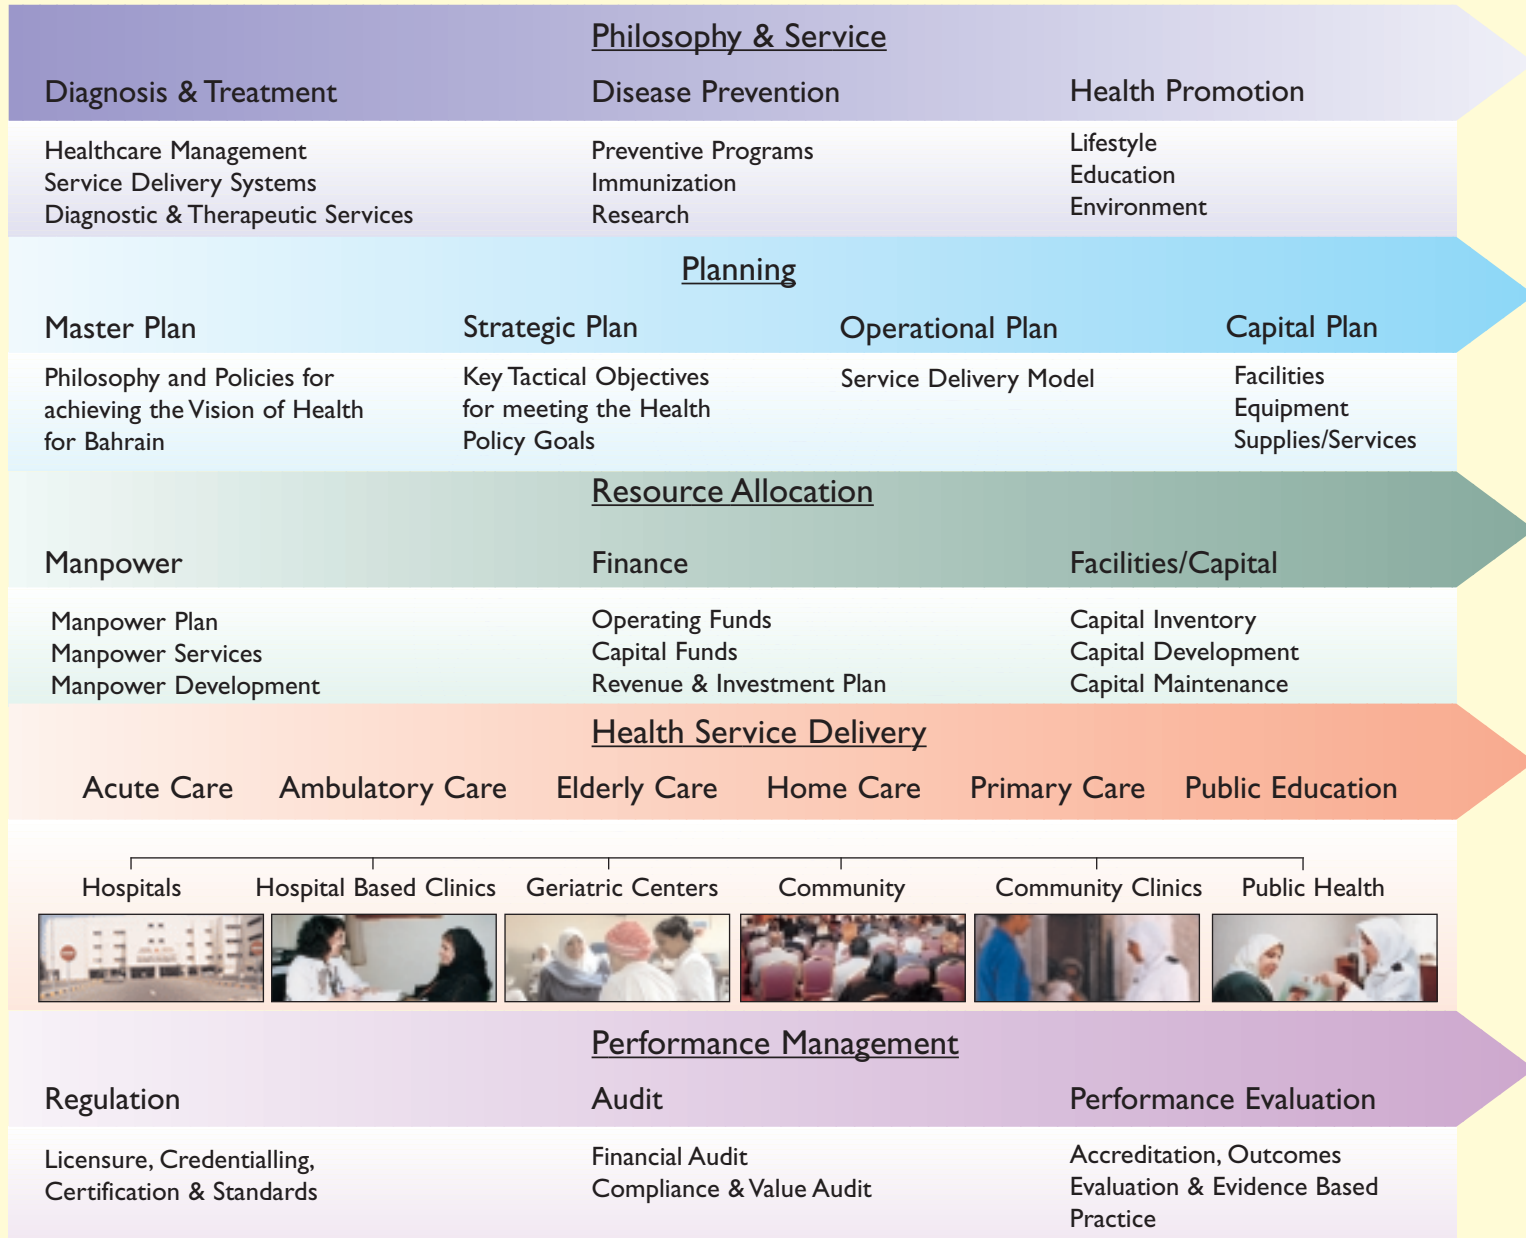 Philosophy & Service
Diagnosis & Treatment
Disease Prevention
Health Promotion
Healthcare Management
Service Delivery Systems
Diagnostic & Therapeutic Services
Preventive Programs
Immunization
Research
Lifestyle
Education
Environment
Planning
Master Plan
Strategic Plan
Operational Plan
Capital Plan
Philosophy and Policies for
achieving the Vision of Health
for Bahrain
Key Tactical Objectives
for meeting the Health
Policy Goals
Service Delivery Model
Facilities
Equipment
Supplies/Services
Resource Allocation
Manpower
Finance
Facilities/Capital
Manpower Plan
Manpower Services
Manpower Development
Operating Funds
Capital Funds
Revenue & Investment Plan
Capital Inventory
Capital Development
Capital Maintenance
Health Service Delivery
Acute Care
Ambulatory Care
Elderly Care
Home Care
Primary Care
Public Education
Hospitals
Hospital Based Clinics
Geriatric Centers
Community
Community Clinics
Public Health
Performance Management
Regulation
Audit
Performance Evaluation
Licensure, Credentialling,
Certification & Standards
Financial Audit
Compliance & Value Audit
Accreditation, Outcomes
Evaluation & Evidence Based
Practice